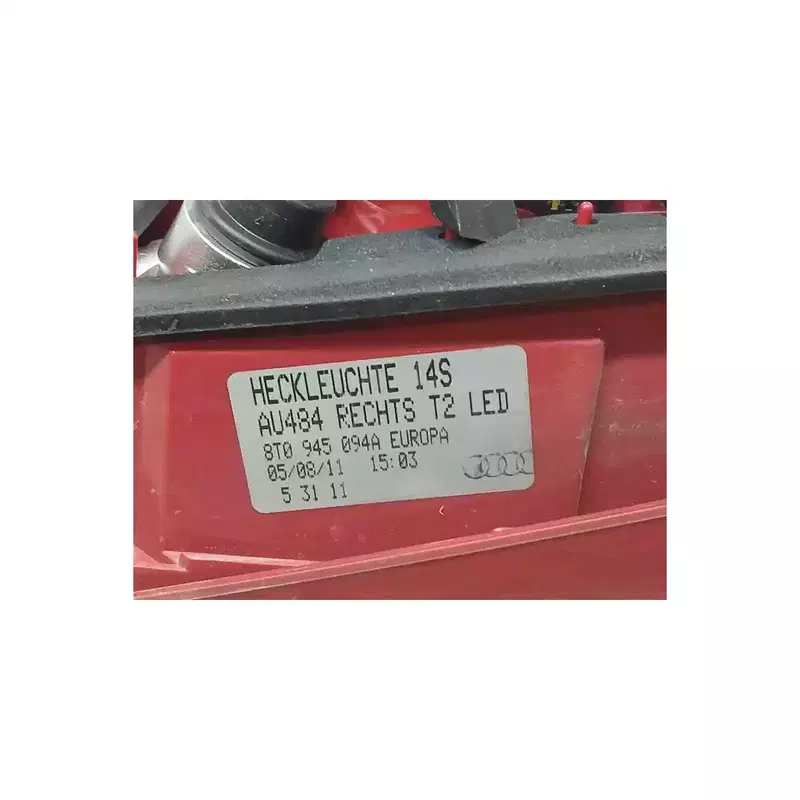 HECKLEUCHTE 14S
AU484 RECHTS T2 LED
8T0 945 094A EUROPA
05/08/11 15:03
5 31 11